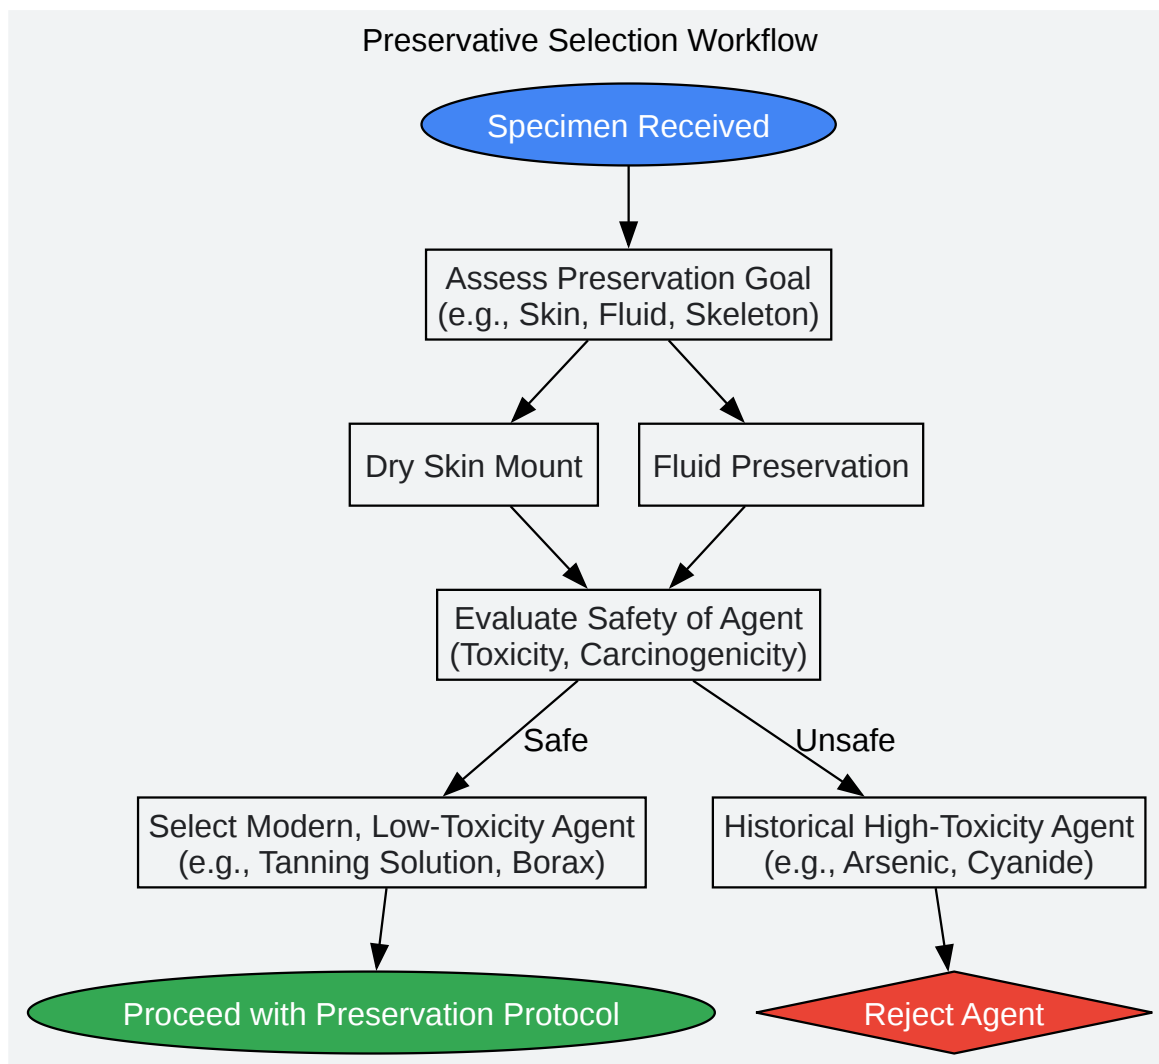 Preservative Selection Workflow
Specimen Received
Assess Preservation Goal
(e.g., Skin, Fluid, Skeleton)
Dry Skin Mount
Fluid Preservation
Evaluate Safety of Agent
(Toxicity, Carcinogenicity)
Safe
Unsafe
Select Modern, Low-Toxicity Agent
(e.g., Tanning Solution, Borax)
Historical High-Toxicity Agent
(e.g., Arsenic, Cyanide)
Proceed with Preservation Protocol
Reject Agent